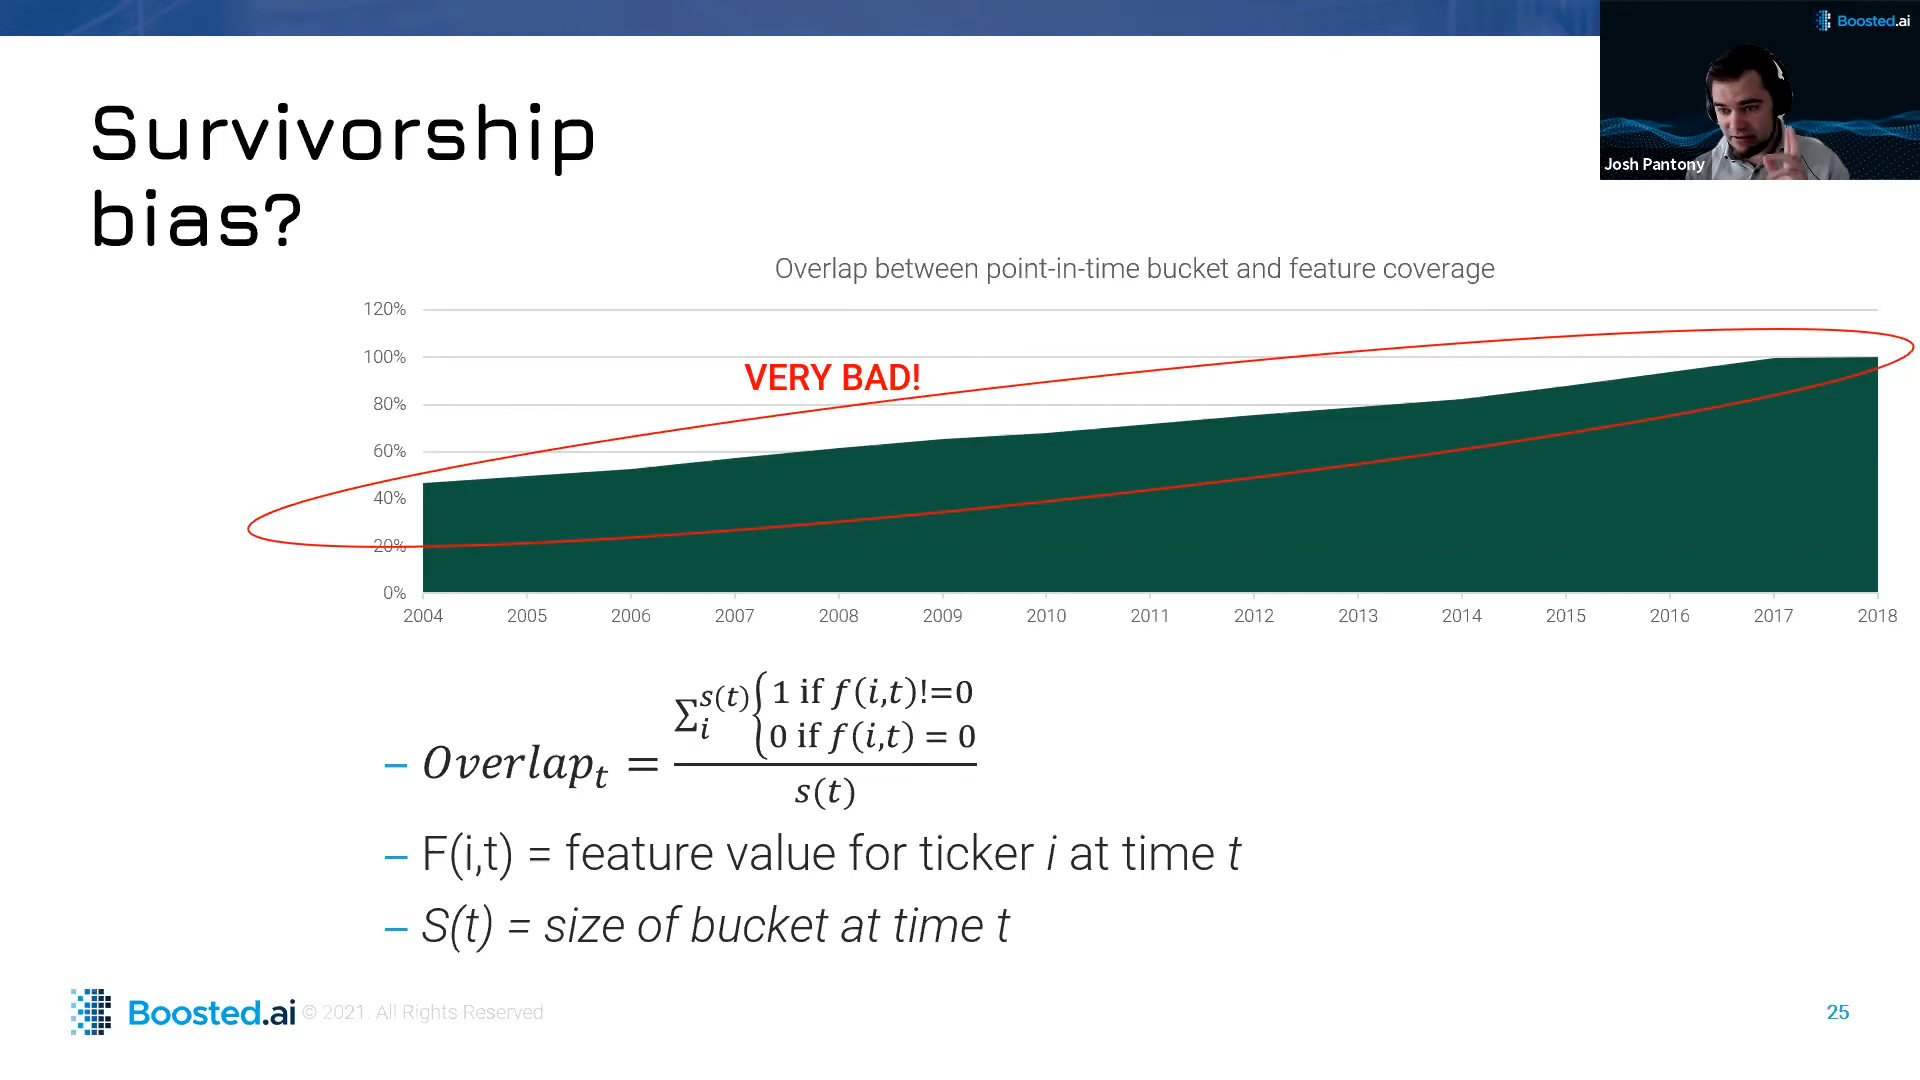 Boosted.ai
Josh Pantony
Survivorship
bias?
Overlap between point-in-time bucket and feature coverage
120%
100%
80%
60%
40%
20%
0%
VERY BAD!
2004 2005 2006 2007 2008 2009 2010 2011 2012 2013 2014 2015 2016 2017 2018
– Overlap_t = ∑_i^{s(t)} {1 if f(i,t)!=0
0 if f(i,t) = 0
s(t)
– F(i,t) = feature value for ticker i at time t
– S(t) = size of bucket at time t
Boosted.ai © 2021. All Rights Reserved
25